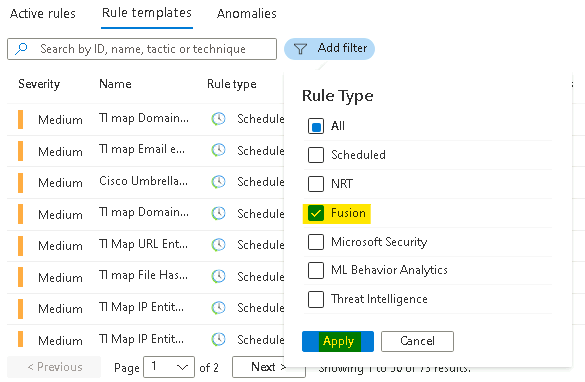 Active rules Rule templates Anomalies
Search by ID, name, tactic or technique Add filter
Severity Name Rule type
Medium TI map Domain... Schedule
Medium TI map Email e... Schedule
Medium Cisco Umbrella... Schedule
Medium TI map Domain... Schedule
Medium TI Map URL Ent... Schedule
Medium TI map File Has... Schedule
Medium TI Map IP Entit... Schedule
Medium TI Map IP Entit... Schedule
< Previous Page 1 of 2 Next > Showing 1 to 50 of 73 results.
Rule Type
All
Scheduled
NRT
Fusion
Microsoft Security
ML Behavior Analytics
Threat Intelligence
Apply Cancel